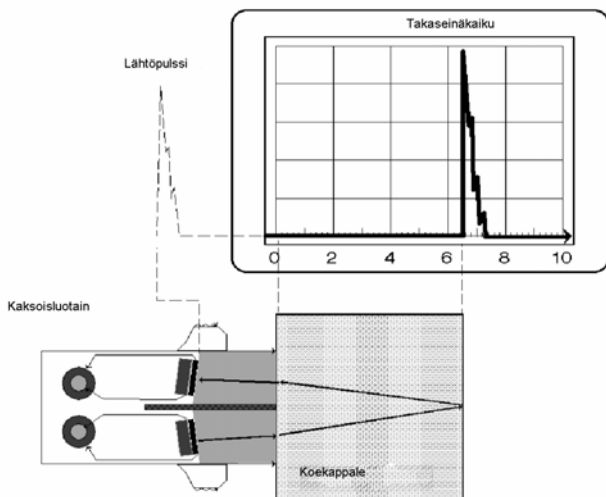 Takaseinäkaiku
Lähtöpulssi
0 2 4 6 8 10
Kaksoisluotain
Koekappale